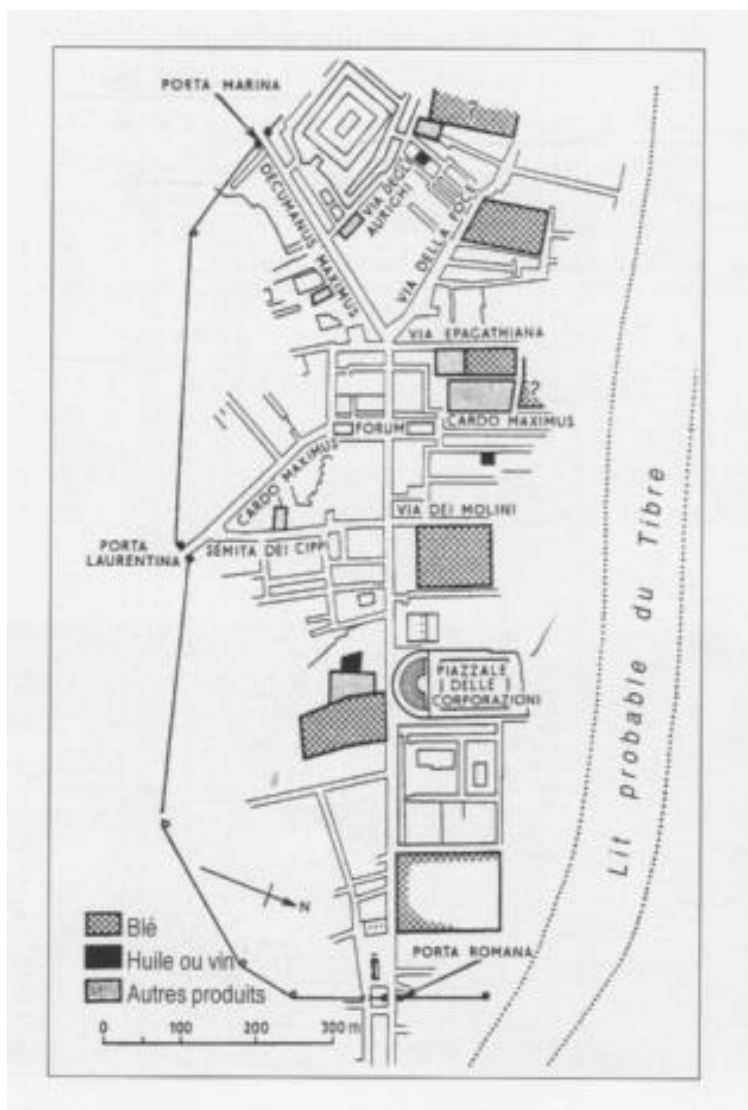 PORTA MARINA
?
DECUMANUS MAXIMUS
VIA DEGLI
AURIGHI
VIA DELLA FOCE
VIA EPAGATHIANA
?
CARDO MAXIMUS
FORUM
CARDO MAXIMUS
VIA DEI MOLINI
PORTA
LAURENTINA
SEMITA DEI CIPPI
PIAZZALE
DELLE
CORPORAZIONI
Lit probable du Tibre
N
Blé
Huile ou vin
Autres produits
PORTA ROMANA
0 100 200 300 m